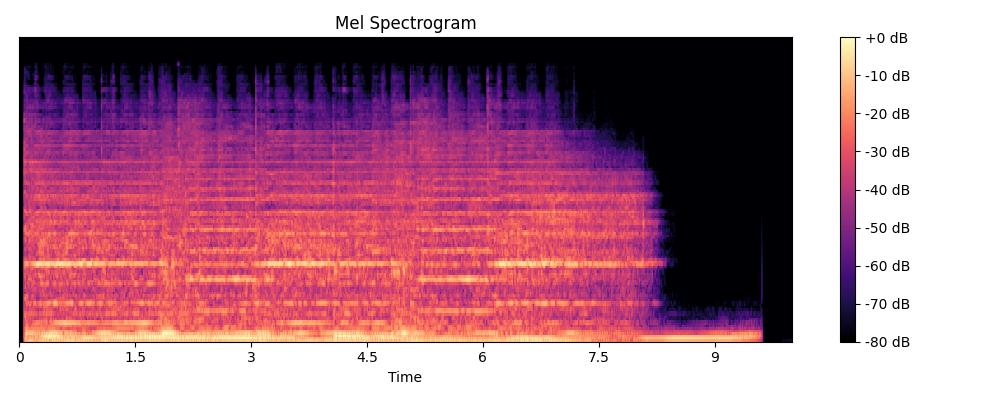 Mel Spectrogram
+0 dB
-10 dB
-20 dB
-30 dB
-40 dB
-50 dB
-60 dB
-70 dB
-80 dB
0 1.5 3 4.5 6 7.5 9
Time